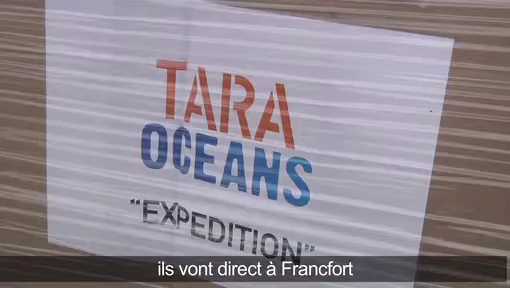 TARA
OCEANS
"EXPEDITION"
ils vont direct à Francfort